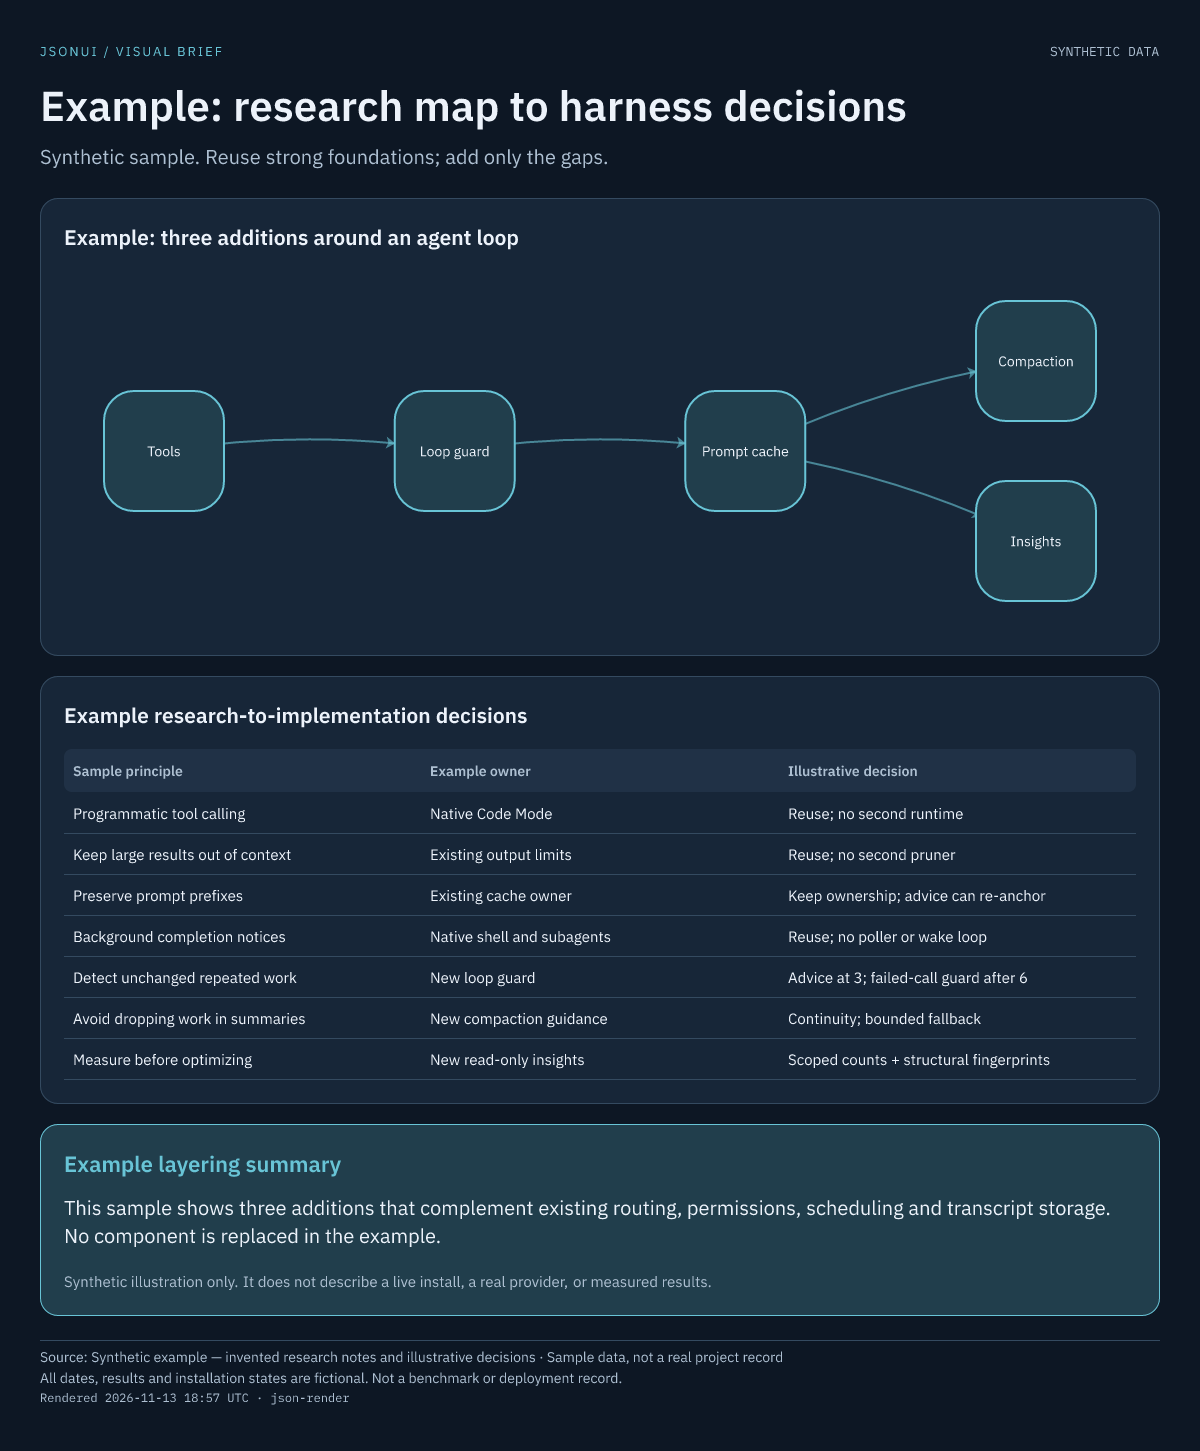 JSONUI / VISUAL BRIEF
SYNTHETIC DATA
Example: research map to harness decisions
Synthetic sample. Reuse strong foundations; add only the gaps.
Example: three additions around an agent loop
Tools
Loop guard
Prompt cache
Compaction
Insights
Example research-to-implementation decisions
Sample principle Example owner Illustrative decision
Programmatic tool calling Native Code Mode Reuse; no second runtime
Keep large results out of context Existing output limits Reuse; no second pruner
Preserve prompt prefixes Existing cache owner Keep ownership; advice can re-anchor
Background completion notices Native shell and subagents Reuse; no poller or wake loop
Detect unchanged repeated work New loop guard Advice at 3; failed-call guard after 6
Avoid dropping work in summaries New compaction guidance Continuity; bounded fallback
Measure before optimizing New read-only insights Scoped counts + structural fingerprints
Example layering summary
This sample shows three additions that complement existing routing, permissions, scheduling and transcript storage.
No component is replaced in the example.
Synthetic illustration only. It does not describe a live install, a real provider, or measured results.
Source: Synthetic example — invented research notes and illustrative decisions · Sample data, not a real project record
All dates, results and installation states are fictional. Not a benchmark or deployment record.
Rendered 2026-11-13 18:57 UTC · json-render